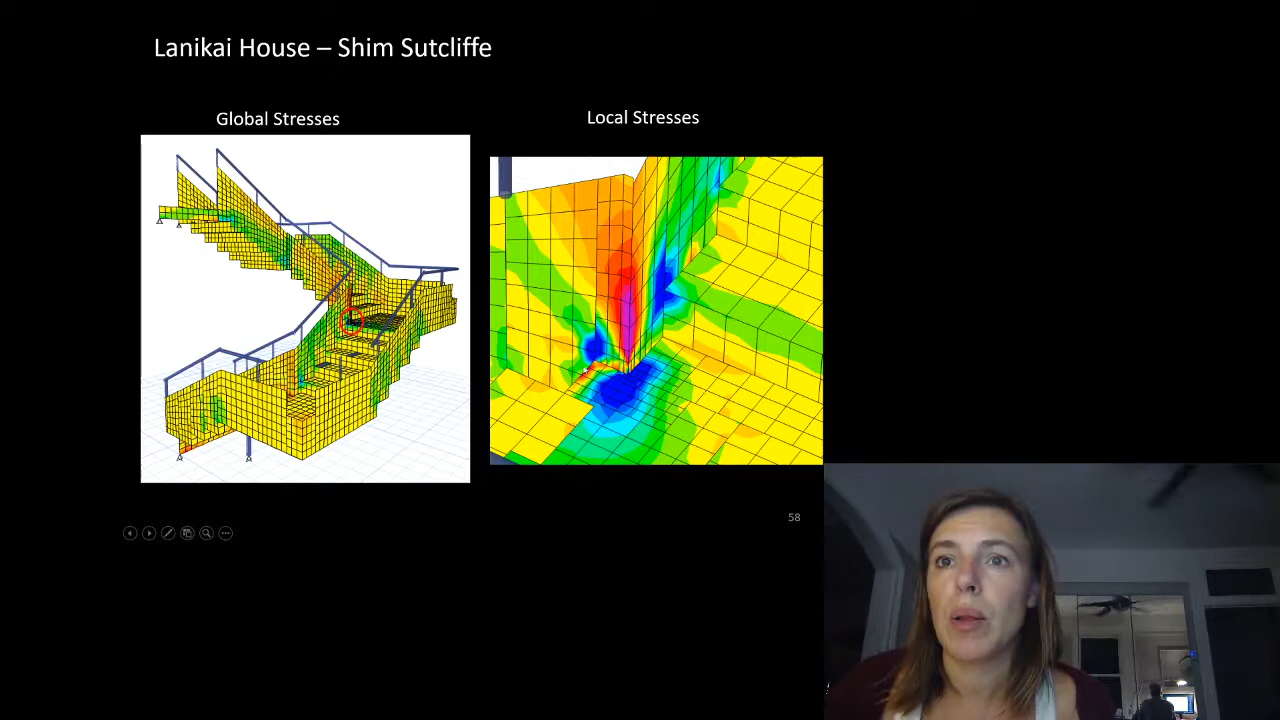 Lanikai House – Shim Sutcliffe
Global Stresses
Local Stresses
58